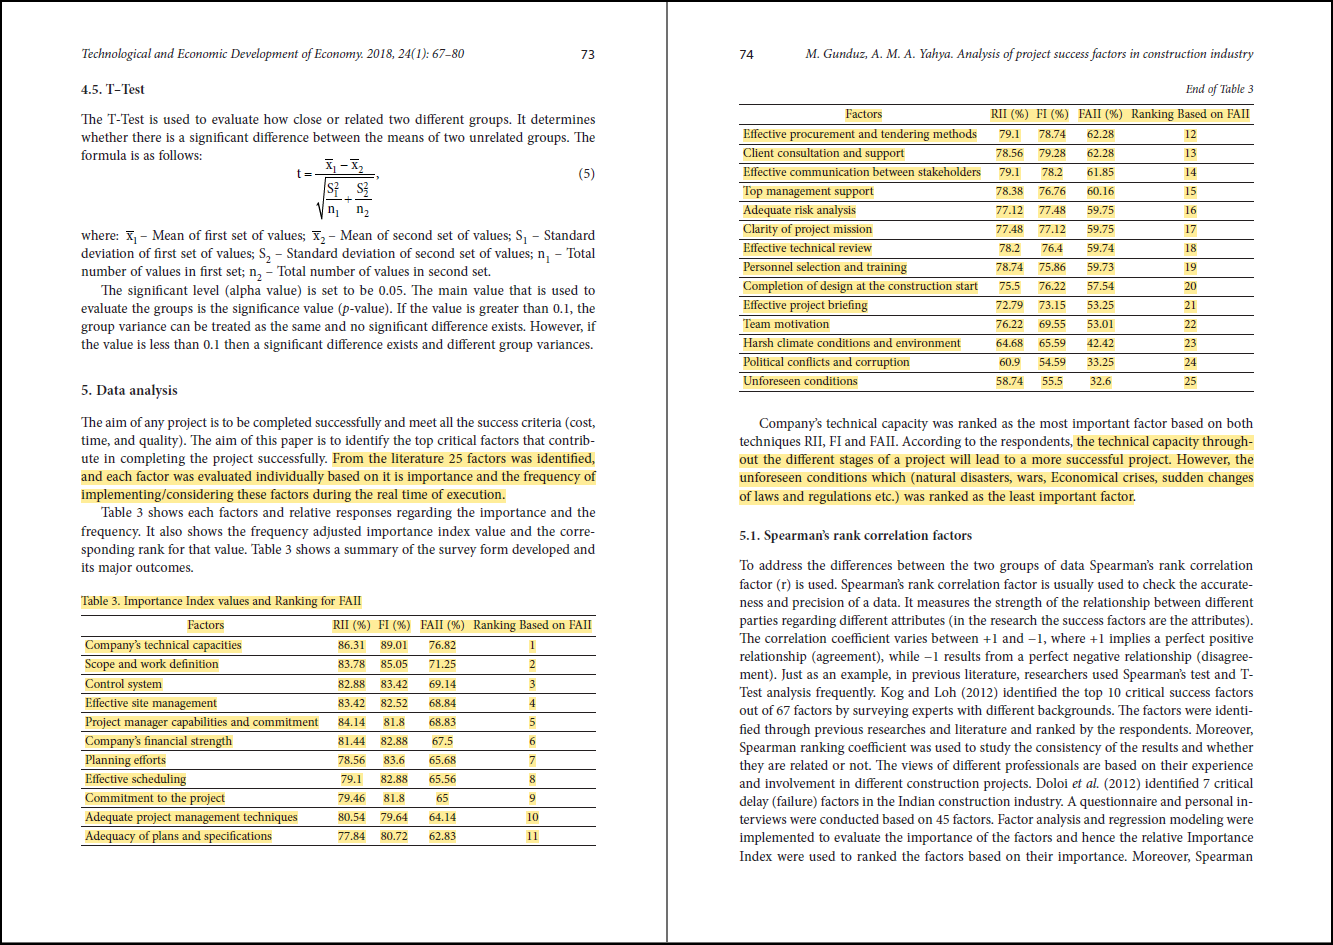 Technological and Economic Development of Economy. 2018, 24(1): 67–80 73
4.5. T–Test
The T-Test is used to evaluate how close or related two different groups. It determines
whether there is a significant difference between the means of two unrelated groups. The
formula is as follows:
t = (x̅₁ − x̅₂) / √(S₁²/n₁ + S₂²/n₂), (5)
where: x̅₁ – Mean of first set of values; x̅₂ – Mean of second set of values; S₁ – Standard
deviation of first set of values; S₂ – Standard deviation of second set of values; n₁ – Total
number of values in first set; n₂ – Total number of values in second set.
The significant level (alpha value) is set to be 0.05. The main value that is used to
evaluate the groups is the significance value (p-value). If the value is greater than 0.1, the
group variance can be treated as the same and no significant difference exists. However, if
the value is less than 0.1 then a significant difference exists and different group variances.
5. Data analysis
The aim of any project is to be completed successfully and meet all the success criteria (cost,
time, and quality). The aim of this paper is to identify the top critical factors that contrib-
ute in completing the project successfully. From the literature 25 factors was identified,
and each factor was evaluated individually based on it is importance and the frequency of
implementing/considering these factors during the real time of execution.
Table 3 shows each factors and relative responses regarding the importance and the
frequency. It also shows the frequency adjusted importance index value and the corre-
sponding rank for that value. Table 3 shows a summary of the survey form developed and
its major outcomes.
Table 3. Importance Index values and Ranking for FAII
Factors RII (%) FI (%) FAII (%) Ranking Based on FAII
Company's technical capacities 86.31 89.01 76.82 1
Scope and work definition 83.78 85.05 71.25 2
Control system 82.88 83.42 69.14 3
Effective site management 83.42 82.52 68.84 4
Project manager capabilities and commitment 84.14 81.8 68.83 5
Company's financial strength 81.44 82.88 67.5 6
Planning efforts 78.56 83.6 65.68 7
Effective scheduling 79.1 82.88 65.56 8
Commitment to the project 79.46 81.8 65 9
Adequate project management techniques 80.54 79.64 64.14 10
Adequacy of plans and specifications 77.84 80.72 62.83 11
74 M. Gunduz, A. M. A. Yahya. Analysis of project success factors in construction industry
End of Table 3
Factors RII (%) FI (%) FAII (%) Ranking Based on FAII
Effective procurement and tendering methods 79.1 78.74 62.28 12
Client consultation and support 78.56 79.28 62.28 13
Effective communication between stakeholders 79.1 78.2 61.85 14
Top management support 78.38 76.76 60.16 15
Adequate risk analysis 77.12 77.48 59.75 16
Clarity of project mission 77.48 77.12 59.75 17
Effective technical review 78.2 76.4 59.74 18
Personnel selection and training 78.74 75.86 59.73 19
Completion of design at the construction start 75.5 76.22 57.54 20
Effective project briefing 72.79 73.15 53.25 21
Team motivation 76.22 69.55 53.01 22
Harsh climate conditions and environment 64.68 65.59 42.42 23
Political conflicts and corruption 60.9 54.59 33.25 24
Unforeseen conditions 58.74 55.5 32.6 25
Company's technical capacity was ranked as the most important factor based on both
techniques RII, FI and FAII. According to the respondents, the technical capacity through-
out the different stages of a project will lead to a more successful project. However, the
unforeseen conditions which (natural disasters, wars, Economical crises, sudden changes
of laws and regulations etc.) was ranked as the least important factor.
5.1. Spearman's rank correlation factors
To address the differences between the two groups of data Spearman's rank correlation
factor (r) is used. Spearman's rank correlation factor is usually used to check the accurate-
ness and precision of a data. It measures the strength of the relationship between different
parties regarding different attributes (in the research the success factors are the attributes).
The correlation coefficient varies between +1 and −1, where +1 implies a perfect positive
relationship (agreement), while −1 results from a perfect negative relationship (disagree-
ment). Just as an example, in previous literature, researchers used Spearman's test and T-
Test analysis frequently. Kog and Loh (2012) identified the top 10 critical success factors
out of 67 factors by surveying experts with different backgrounds. The factors were identi-
fied through previous researches and literature and ranked by the respondents. Moreover,
Spearman ranking coefficient was used to study the consistency of the results and whether
they are related or not. The views of different professionals are based on their experience
and involvement in different construction projects. Doloi et al. (2012) identified 7 critical
delay (failure) factors in the Indian construction industry. A questionnaire and personal in-
terviews were conducted based on 45 factors. Factor analysis and regression modeling were
implemented to evaluate the importance of the factors and hence the relative Importance
Index were used to ranked the factors based on their importance. Moreover, Spearman